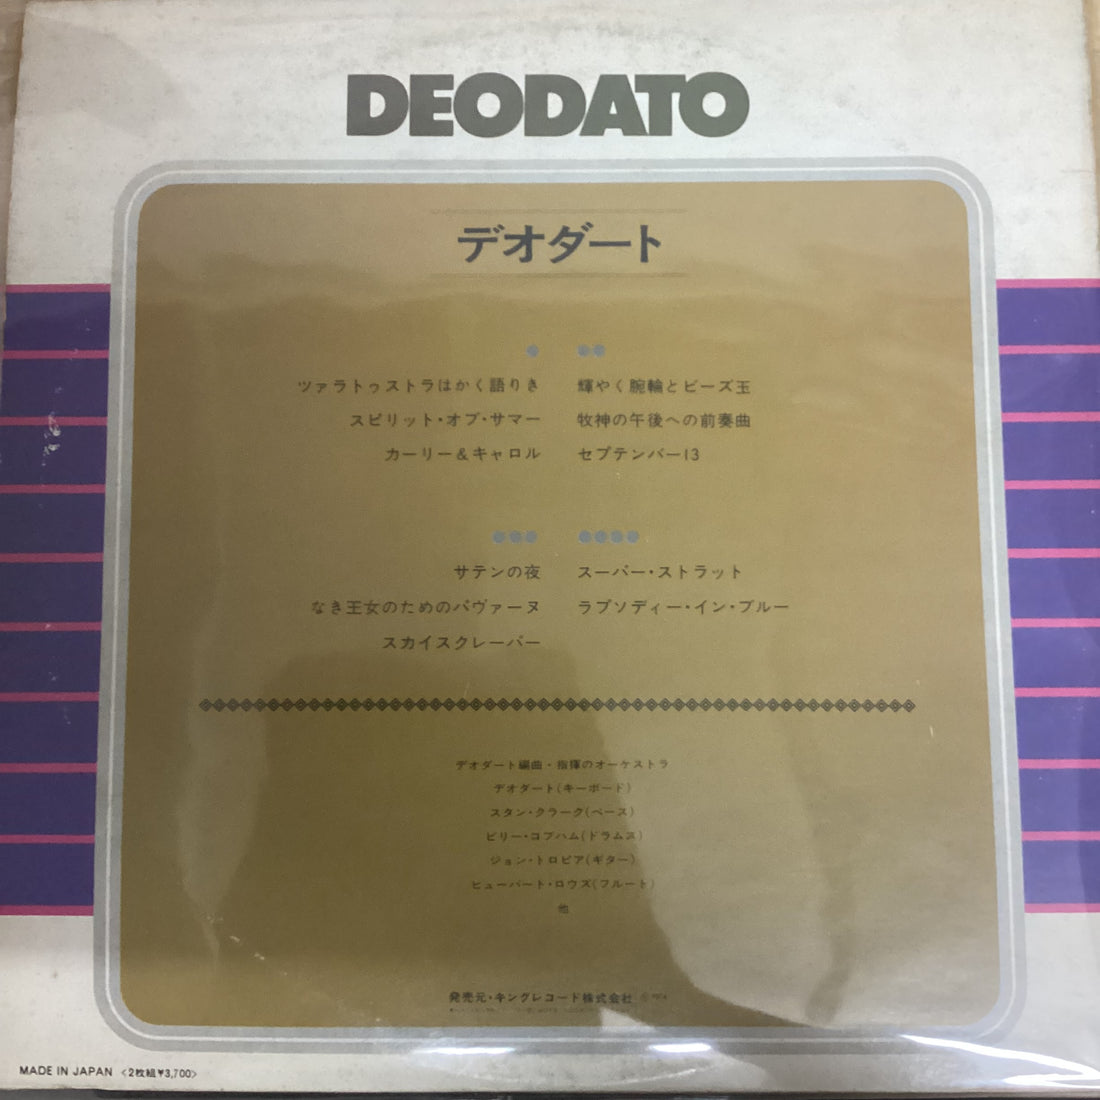 DEODATO
デオダート
ツァラトゥストラはかく語りき
スピリット・オブ・サマー
カーリー&キャロル
輝やく腕輪とビーズ玉
牧神の午後への前奏曲
セプテンバー13
サテンの夜
なき王女のためのパヴァーヌ
スカイスクレーパー
スーパー・ストラット
ラプソディー・イン・ブルー
デオダート編曲・指揮のオーケストラ
デオダート(キーボード)
スタン・クラーク(ベース)
ビリー・コブハム(ドラムス)
ジョン・トロピア(ギター)
ヒューバート・ロウズ(フルート)
他
発売元・キングレコード株式会社
MADE IN JAPAN <2枚組¥3,700>